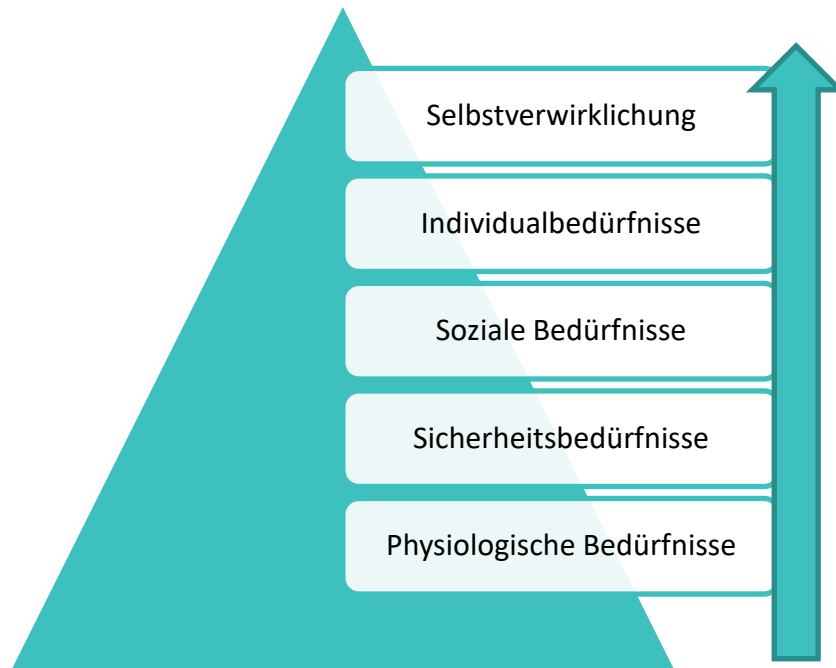 Selbstverwirklichung
Individualbedürfnisse
Soziale Bedürfnisse
Sicherheitsbedürfnisse
Physiologische Bedürfnisse